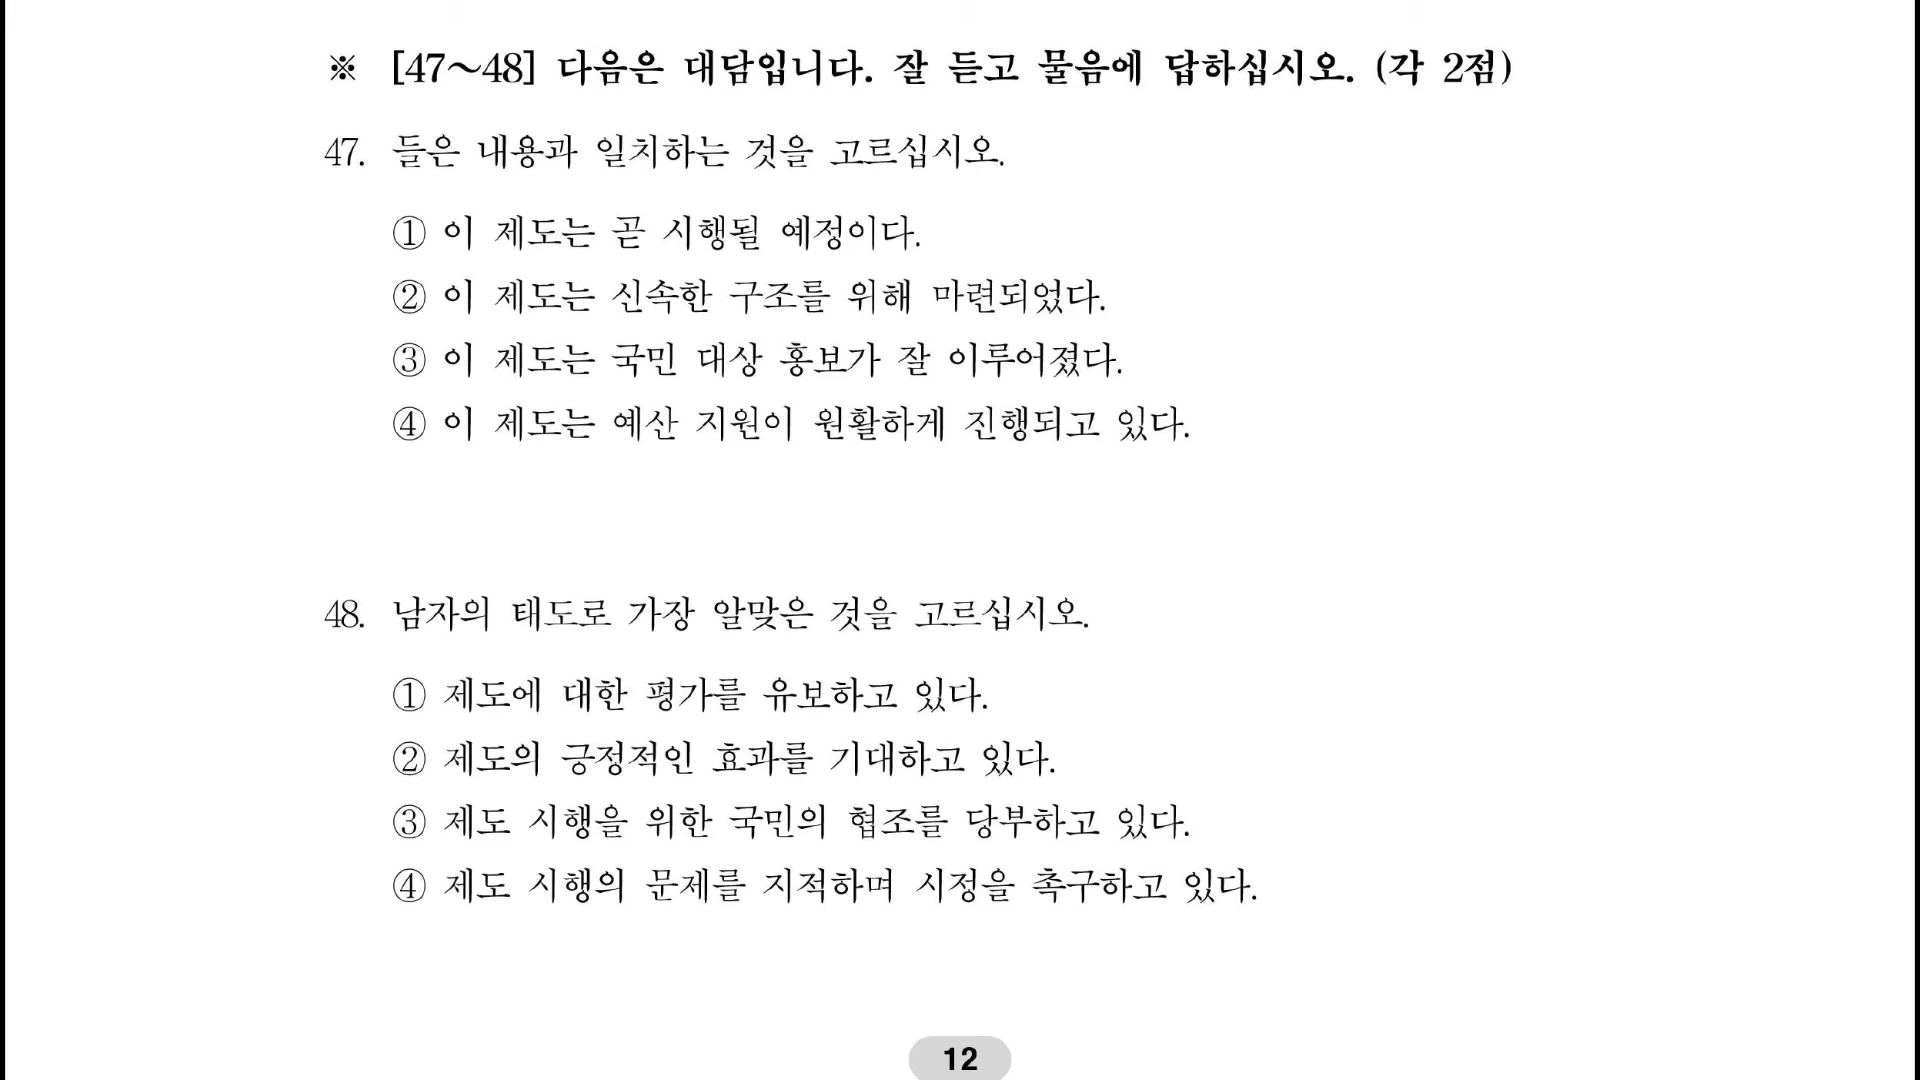 ※ [47～48] 다음은 대담입니다. 잘 듣고 물음에 답하십시오. (각 2점)
47. 들은 내용과 일치하는 것을 고르십시오.
① 이 제도는 곧 시행될 예정이다.
② 이 제도는 신속한 구조를 위해 마련되었다.
③ 이 제도는 국민 대상 홍보가 잘 이루어졌다.
④ 이 제도는 예산 지원이 원활하게 진행되고 있다.
48. 남자의 태도로 가장 알맞은 것을 고르십시오.
① 제도에 대한 평가를 유보하고 있다.
② 제도의 긍정적인 효과를 기대하고 있다.
③ 제도 시행을 위한 국민의 협조를 당부하고 있다.
④ 제도 시행의 문제를 지적하며 시정을 촉구하고 있다.
12